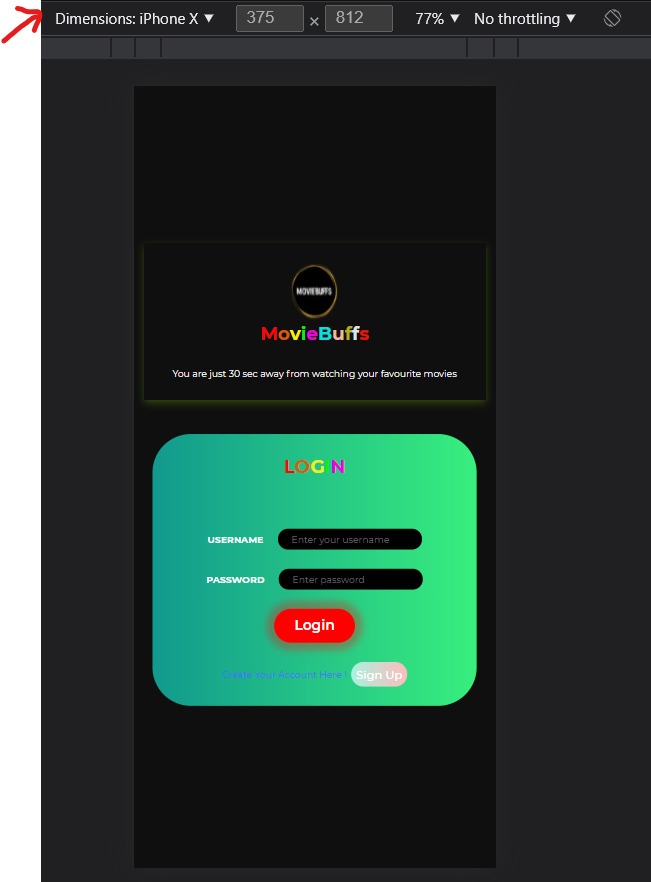 Dimensions: iPhone X ▼ 375 × 812 77% ▼ No throttling ▼
MOVIEBUFFS
MovieBuffs
You are just 30 sec away from watching your favourite movies
LOG N
USERNAME Enter your username
PASSWORD Enter password
Login
Create Your Account Here ! Sign Up